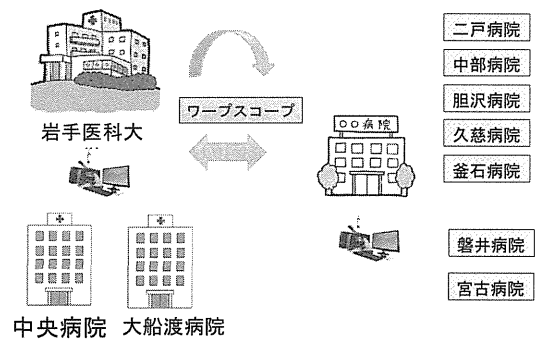 岩手医科大
ワープスコープ
○○病院
中央病院
大船渡病院
二戸病院
中部病院
胆沢病院
久慈病院
釜石病院
磐井病院
宮古病院